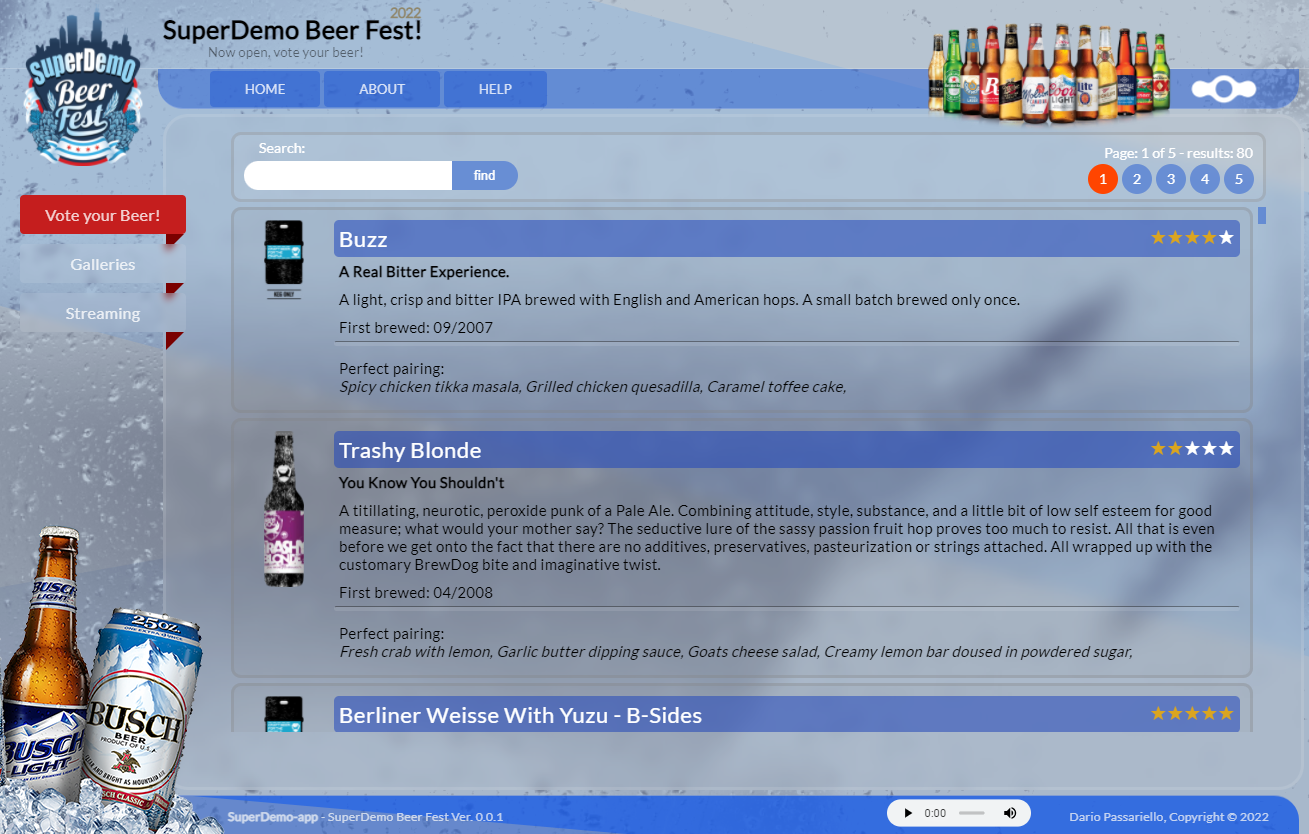 2022
SuperDemo Beer Fest!
Now open, vote your beer!
SuperDemo
Beer
Fest
HOME
ABOUT
HELP
Search:
find
Page: 1 of 5 - results: 80
1
2
3
4
5
Vote your Beer!
Galleries
Streaming
Buzz
A Real Bitter Experience.
A light, crisp and bitter IPA brewed with English and American hops. A small batch brewed only once.
First brewed: 09/2007
Perfect pairing:
Spicy chicken tikka masala, Grilled chicken quesadilla, Caramel toffee cake,
KEG-ONLY
Trashy Blonde
You Know You Shouldn't
A titillating, neurotic, peroxide punk of a Pale Ale. Combining attitude, style, substance, and a little bit of low self esteem for good
measure; what would your mother say? The seductive lure of the sassy passion fruit hop proves too much to resist. All that is even
before we get onto the fact that there are no additives, preservatives, pasteurization or strings attached. All wrapped up with the
customary BrewDog bite and imaginative twist.
First brewed: 04/2008
Perfect pairing:
Fresh crab with lemon, Garlic butter dipping sauce, Goats cheese salad, Creamy lemon bar doused in powdered sugar,
TRASHY
BLONDE
Berliner Weisse With Yuzu - B-Sides
BUSCH
LIGHT
BUSCH
LIGHT
25OZ.
BUSCH
BEER
PRODUCT OF U.S.A.
SuperDemo-app - SuperDemo Beer Fest Ver. 0.0.1
0:00
Dario Passariello, Copyright © 2022